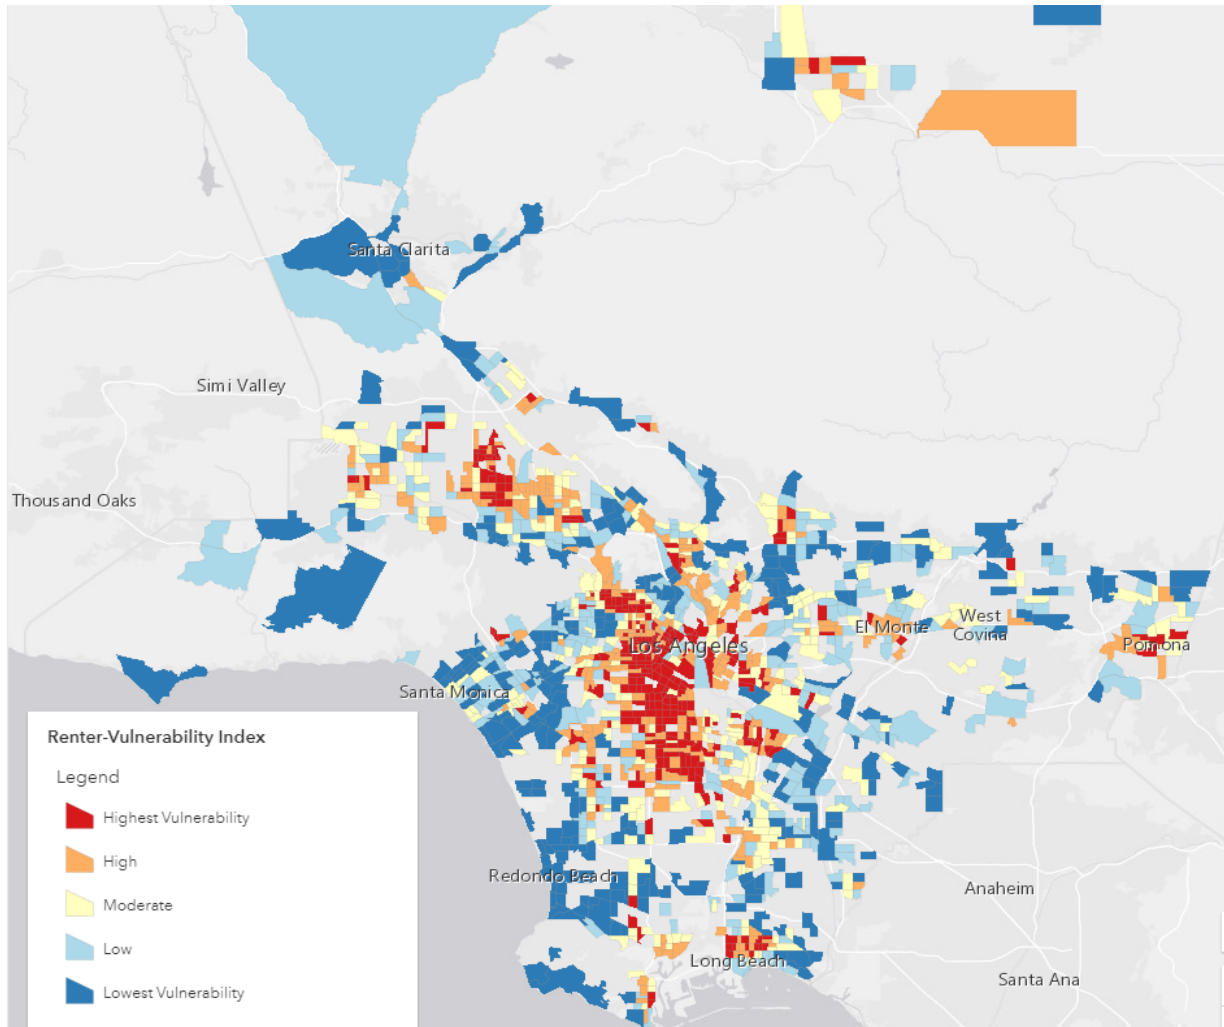 Santa Clarita
Simi Valley
Thousand Oaks
El Monte
West
Covina
Los Angeles
Pomona
Santa Monica
Renter-Vulnerability Index
Legend
Highest Vulnerability
High
Moderate
Low
Lowest Vulnerability
Redondo Beach
Anaheim
Long Beach
Santa Ana